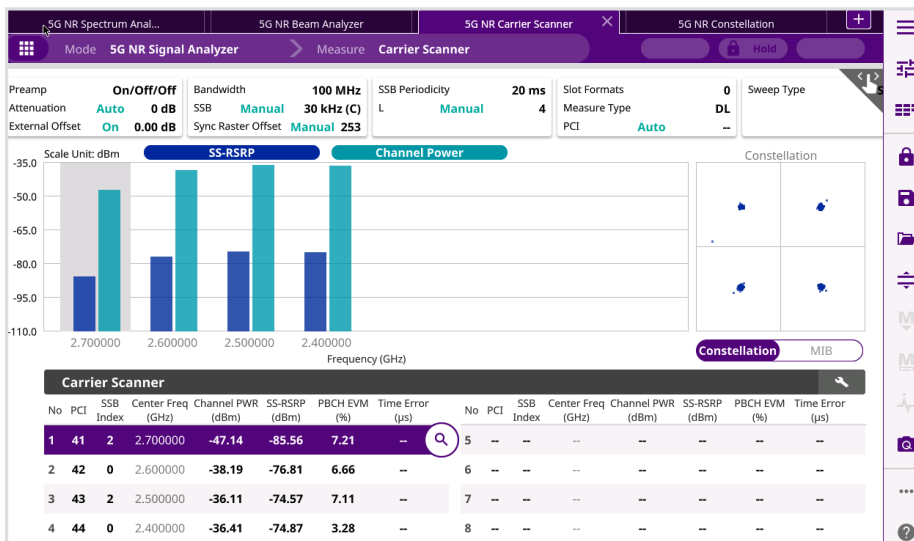 5G NR Spectrum Anal... 5G NR Beam Analyzer 5G NR Carrier Scanner × 5G NR Constellation +
Mode 5G NR Signal Analyzer Measure Carrier Scanner Hold
Preamp On/Off/Off Bandwidth 100 MHz SSB Periodicity 20 ms Slot Formats 0 Sweep Type
Attenuation Auto 0 dB SSB Manual 30 kHz (C) L Manual 4 Measure Type DL
External Offset On 0.00 dB Sync Raster Offset Manual 253 PCI Auto --
Scale Unit: dBm SS-RSRP Channel Power Constellation
-35.0
-50.0
-65.0
-80.0
-95.0
-110.0
2.700000 2.600000 2.500000 2.400000
Frequency (GHz)
Constellation MIB
Carrier Scanner
No PCI SSB Index Center Freq (GHz) Channel PWR (dBm) SS-RSRP (dBm) PBCH EVM (%) Time Error (μs) No PCI SSB Index Center Freq (GHz) Channel PWR (dBm) SS-RSRP (dBm) PBCH EVM (%) Time Error (μs)
1 41 2 2.700000 -47.14 -85.56 7.21 -- 5 -- -- -- -- -- -- --
2 42 0 2.600000 -38.19 -76.81 6.66 -- 6 -- -- -- -- -- -- --
3 43 2 2.500000 -36.11 -74.57 7.11 -- 7 -- -- -- -- -- -- --
4 44 0 2.400000 -36.41 -74.87 3.28 -- 8 -- -- -- -- -- -- --